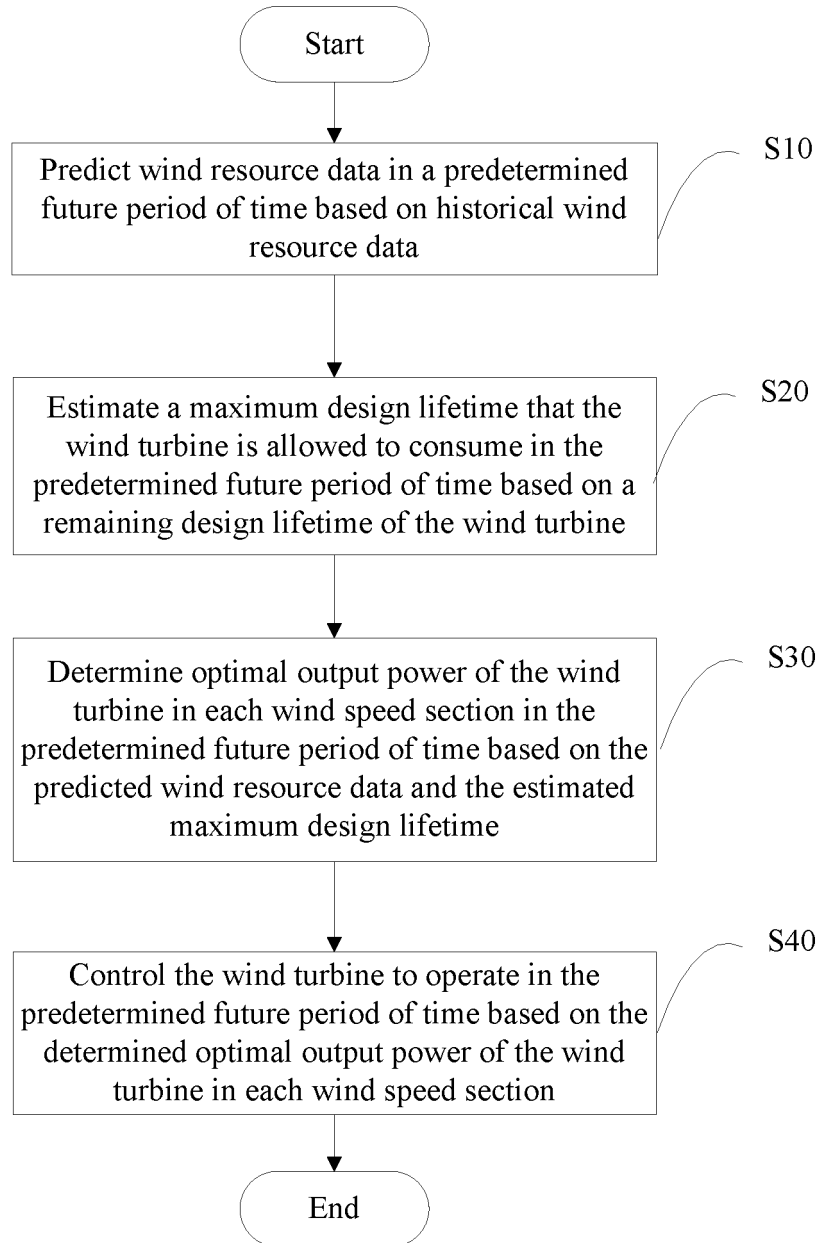 Start
Predict wind resource data in a predetermined
future period of time based on historical wind
resource data
S10
Estimate a maximum design lifetime that the
wind turbine is allowed to consume in the
predetermined future period of time based on a
remaining design lifetime of the wind turbine
S20
Determine optimal output power of the wind
turbine in each wind speed section in the
predetermined future period of time based on the
predicted wind resource data and the estimated
maximum design lifetime
S30
Control the wind turbine to operate in the
predetermined future period of time based on the
determined optimal output power of the wind
turbine in each wind speed section
S40
End